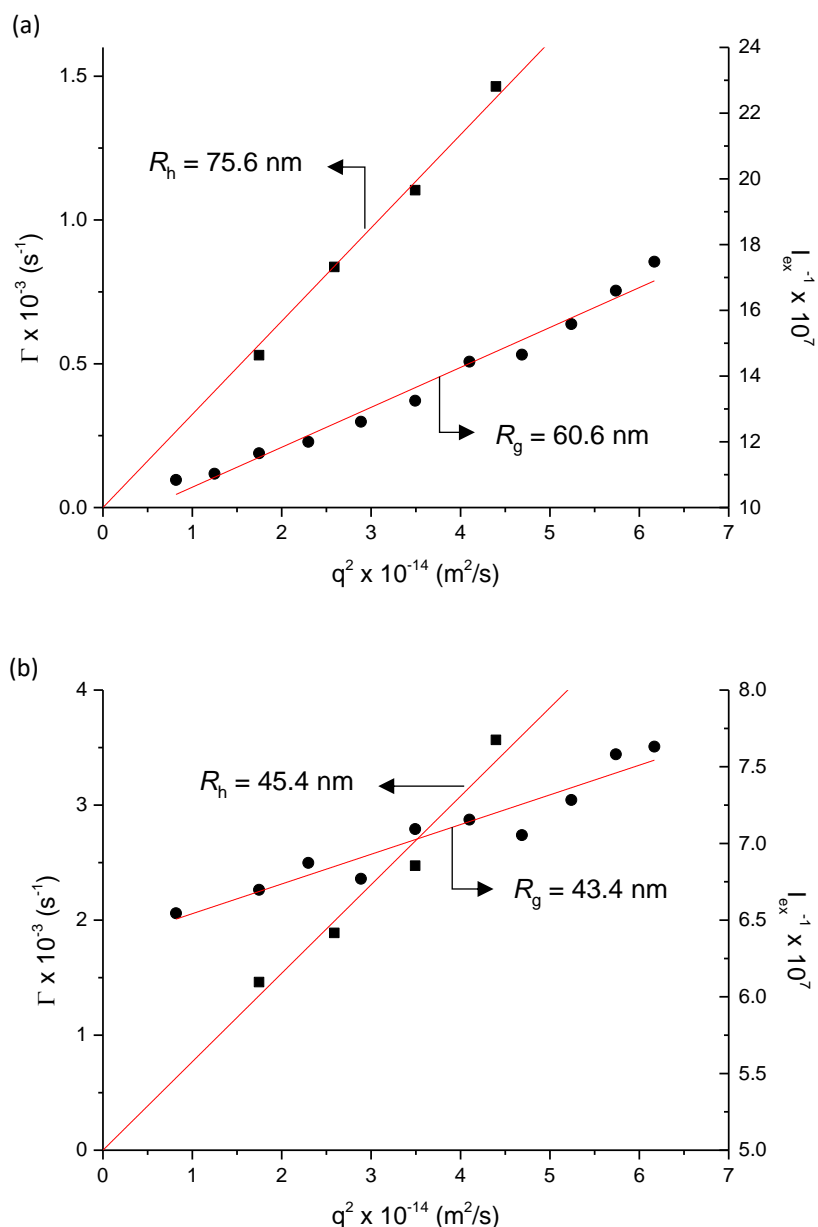 (a)
1.5
1.0
0.5
0.0
Γ x 10⁻³ (s⁻¹)
Rₕ = 75.6 nm
R_g = 60.6 nm
24
22
20
18
16
14
12
10
I_ex⁻¹ x 10⁷
0 1 2 3 4 5 6 7
q² x 10⁻¹⁴ (m²/s)
(b)
4
3
2
1
0
Γ x 10⁻³ (s⁻¹)
Rₕ = 45.4 nm
R_g = 43.4 nm
8.0
7.5
7.0
6.5
6.0
5.5
5.0
I_ex⁻¹ x 10⁷
0 1 2 3 4 5 6 7
q² x 10⁻¹⁴ (m²/s)